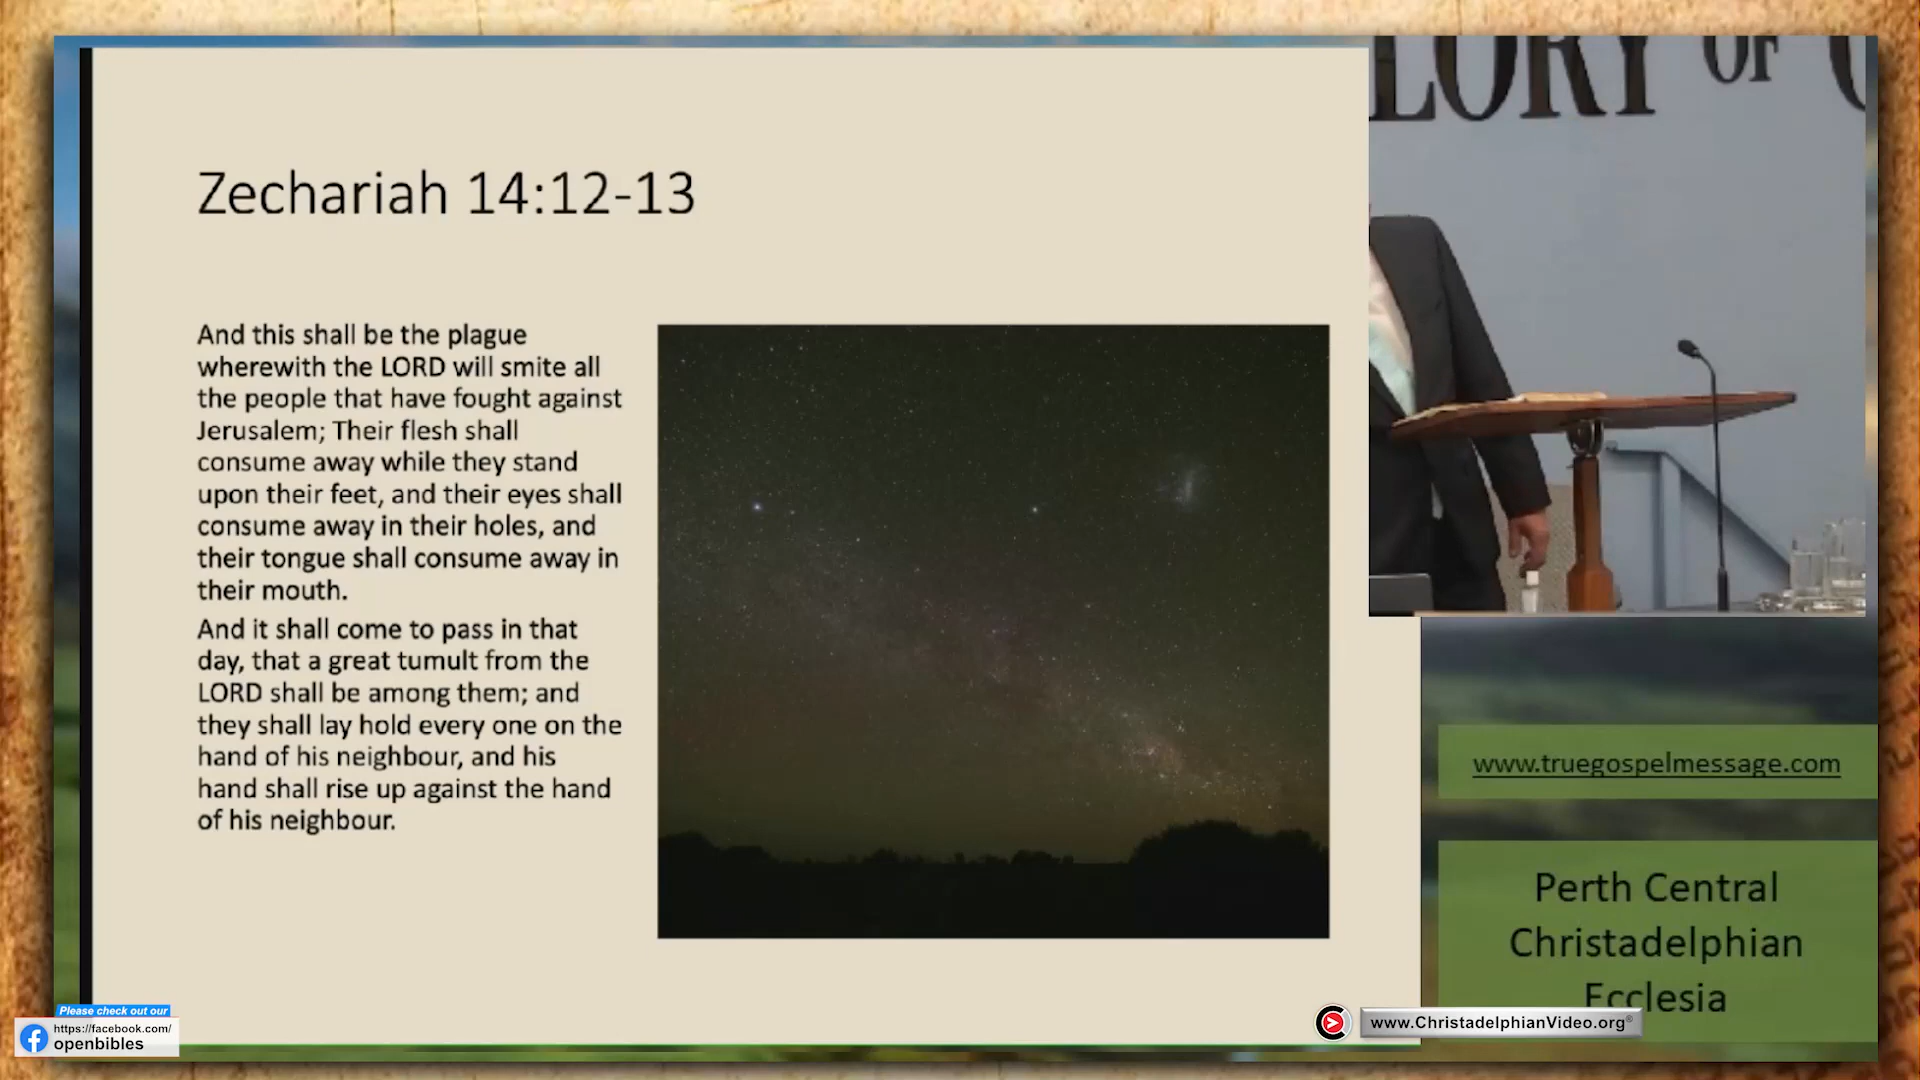 LORY OF
Zechariah 14:12-13
And this shall be the plague
wherewith the LORD will smite all
the people that have fought against
Jerusalem; Their flesh shall
consume away while they stand
upon their feet, and their eyes shall
consume away in their holes, and
their tongue shall consume away in
their mouth.
And it shall come to pass in that
day, that a great tumult from the
LORD shall be among them; and
they shall lay hold every one on the
hand of his neighbour, and his
hand shall rise up against the hand
of his neighbour.
www.truegospelmessage.com
Perth Central
Christadelphian
Ecclesia
Please check out our
https://facebook.com/
openbibles
www.ChristadelphianVideo.org®